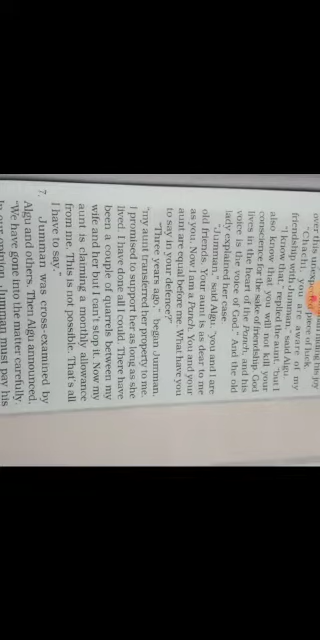 over this unexpected piece of luck.
"Chachi, you are aware of my
friendship with Jumman," said Algu.
"I know that," replied the aunt, "but I
also know that you will not kill your
conscience for the sake of friendship. God
lives in the heart of the Punch, and his
voice is the voice of God." And the old
lady explained her case.
"Jumman," said Algu, "you and I are
old friends. Your aunt is as dear to me
as you. Now I am a Punch. You and your
aunt are equal before me. What have you
to say in your defence?"
"Three years ago," began Jumman,
"my aunt transferred her property to me.
I promised to support her as long as she
lived. I have done all I could. There have
been a couple of quarrels between my
wife and her but I can't stop it. Now my
aunt is claiming a monthly allowance
from me. This is not possible. That's all
I have to say."
7. Jumman was cross-examined by
Algu and others. Then Algu announced,
"We have gone into the matter carefully.
In our opinion, Jumman must pay his